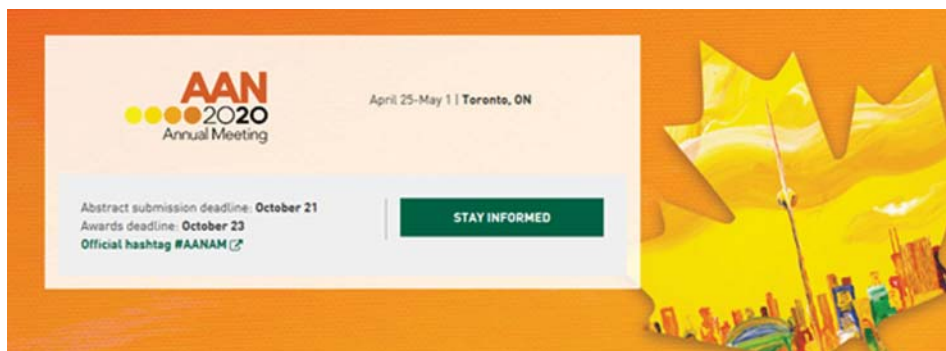 AAN
2020
Annual Meeting
April 25-May 1 | Toronto, ON
Abstract submission deadline: October 21
Awards deadline: October 23
Official hashtag #AANAM
STAY INFORMED